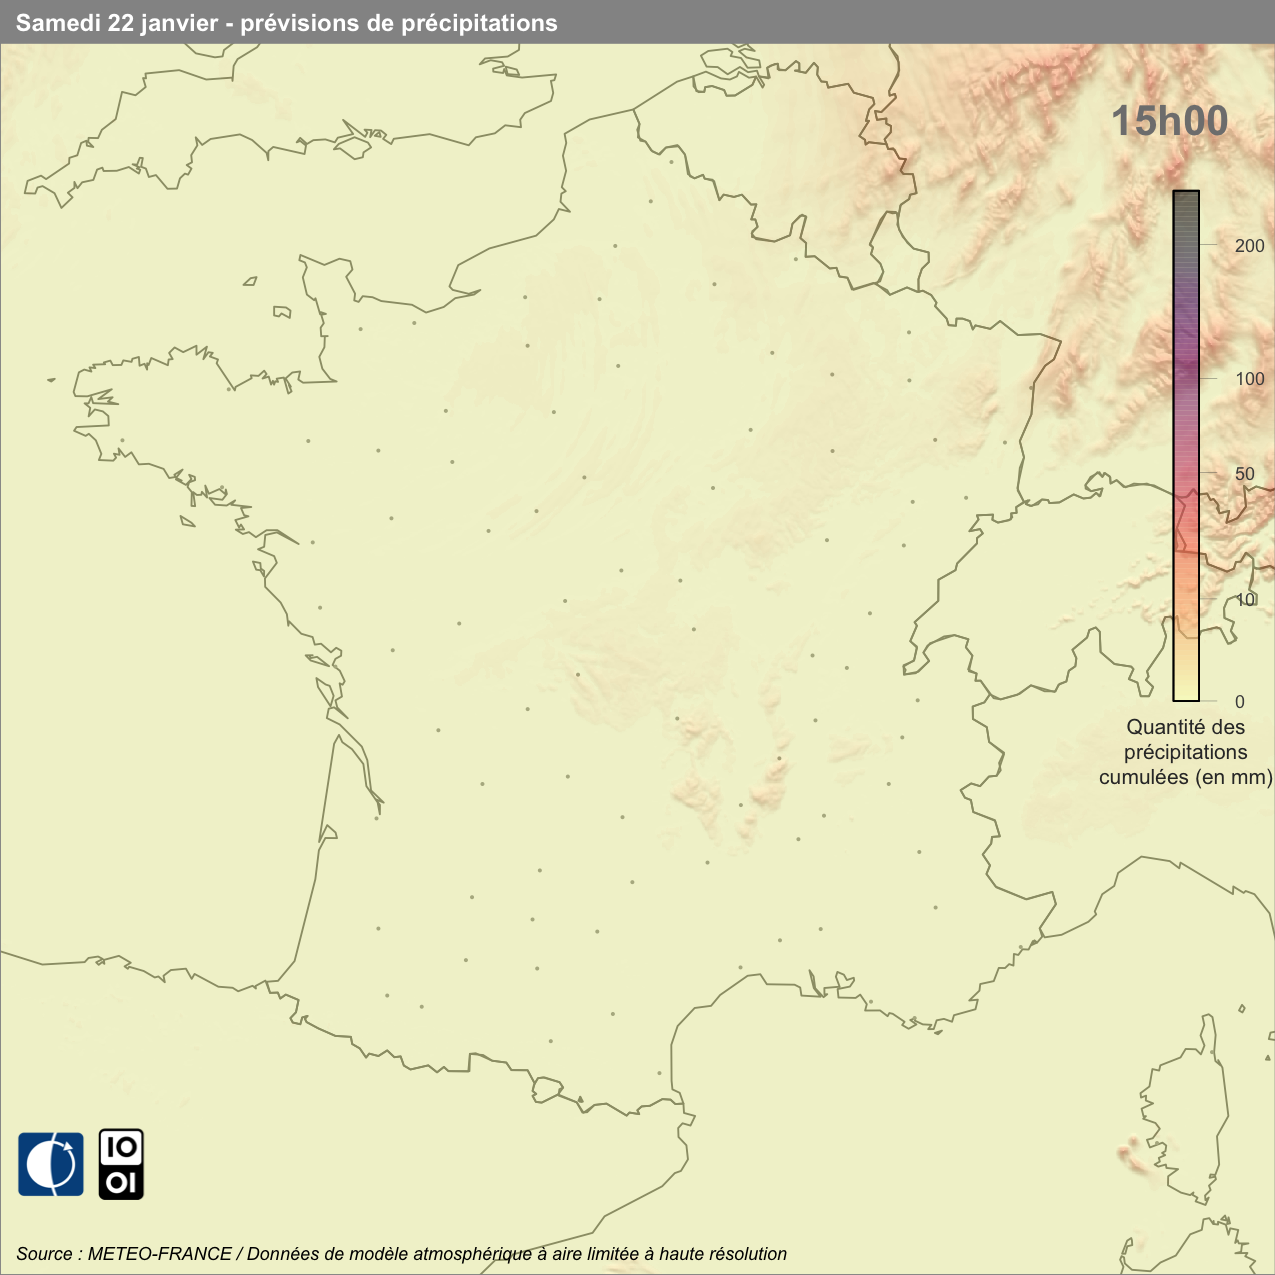 Samedi 22 janvier - prévisions de précipitations
15h00
200
100
50
10
0
Quantité des
précipitations
cumulées (en mm)
IO
OI
Source : METEO-FRANCE / Données de modèle atmosphérique à aire limitée à haute résolution